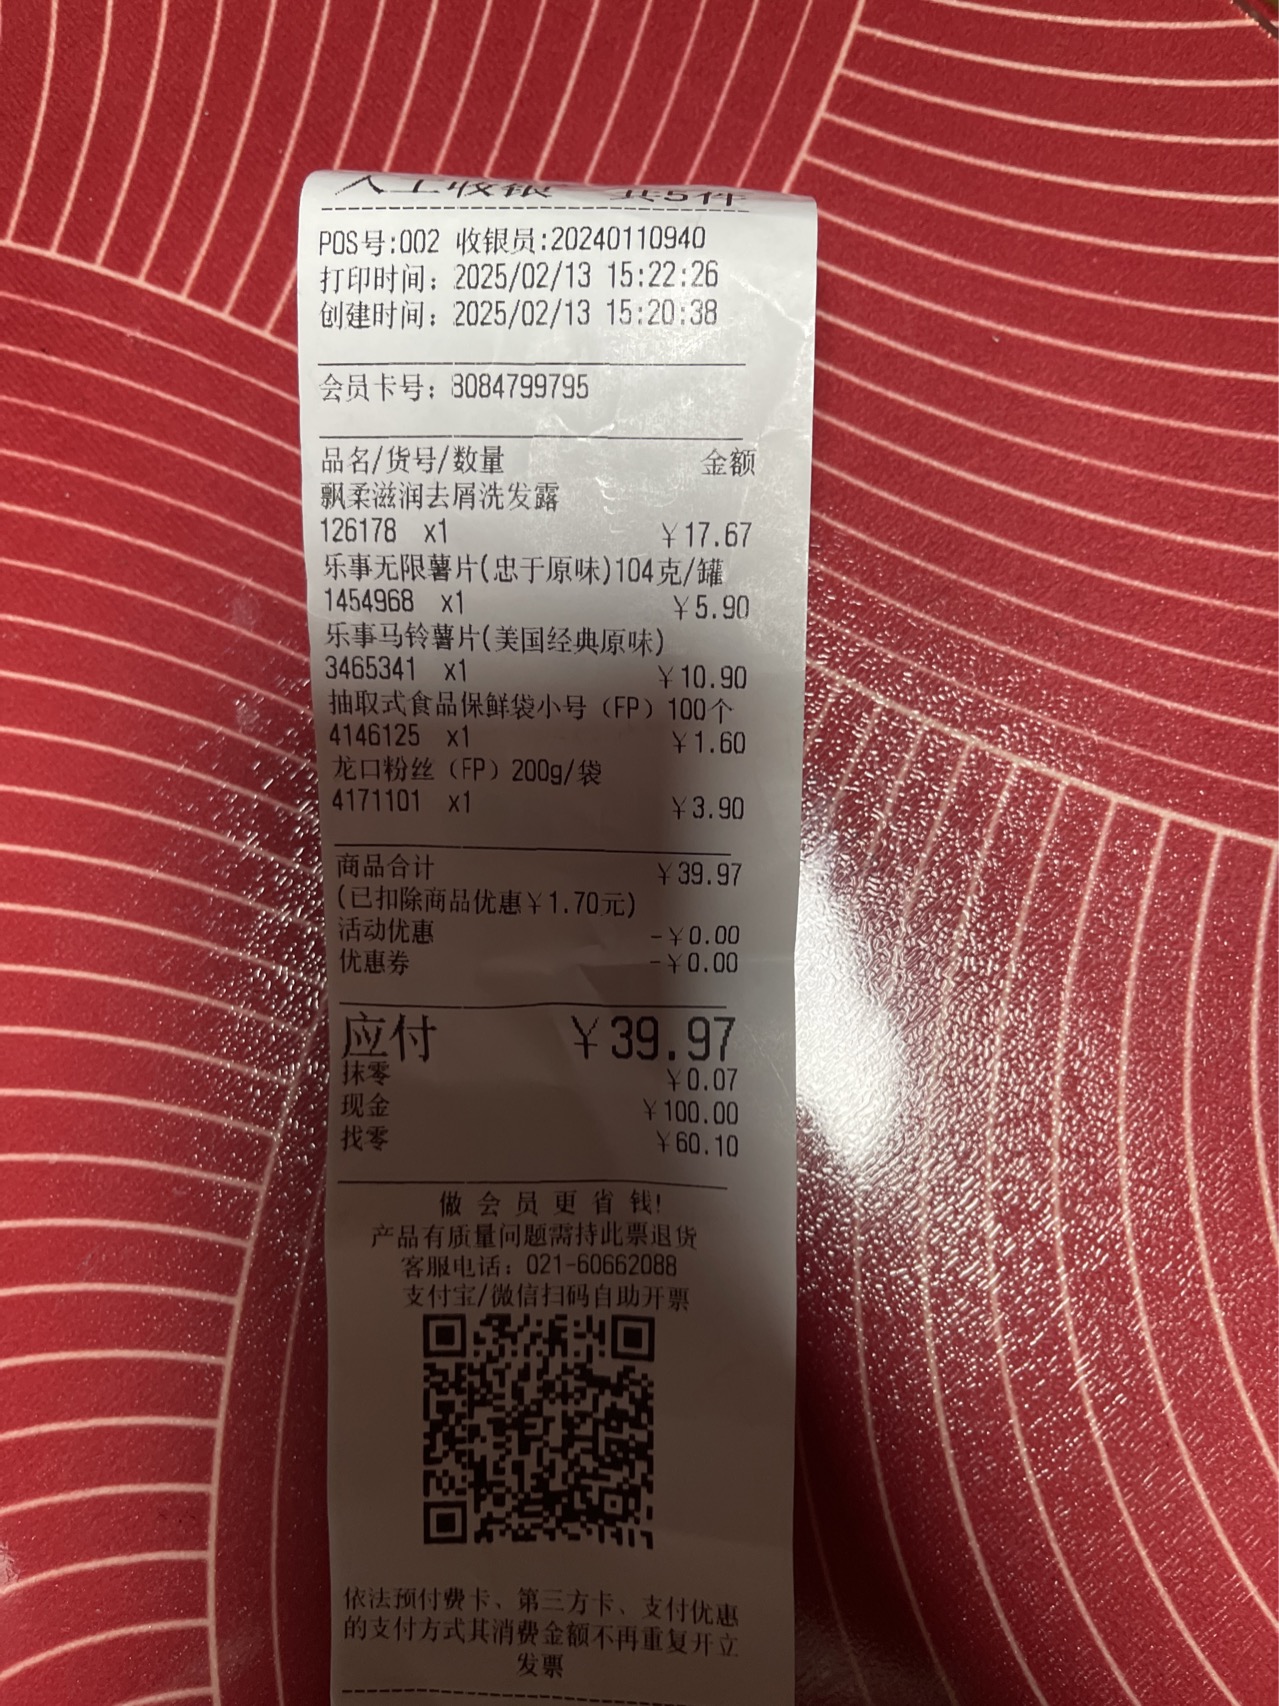 人工收银 共5件
POS号:002 收银员:20240110940
打印时间: 2025/02/13 15:22:26
创建时间: 2025/02/13 15:20:38
会员卡号: 8084799795
品名/货号/数量 金额
飘柔滋润去屑洗发露
126178 x1 ¥17.67
乐事无限薯片(忠于原味)104克/罐
1454968 x1 ¥5.90
乐事马铃薯片(美国经典原味)
3465341 x1 ¥10.90
抽取式食品保鲜袋小号（FP）100个
4146125 x1 ¥1.60
龙口粉丝（FP）200g/袋
4171101 x1 ¥3.90
商品合计 ¥39.97
(已扣除商品优惠¥1.70元)
活动优惠 -¥0.00
优惠券 -¥0.00
应付 ¥39.97
抹零 ¥0.07
现金 ¥100.00
找零 ¥60.10
做会员更省钱!
产品有质量问题需持此票退货
客服电话: 021-60662088
支付宝/微信扫码自助开票
依法预付费卡、第三方卡、支付优惠
的支付方式其消费金额不再重复开立
发票